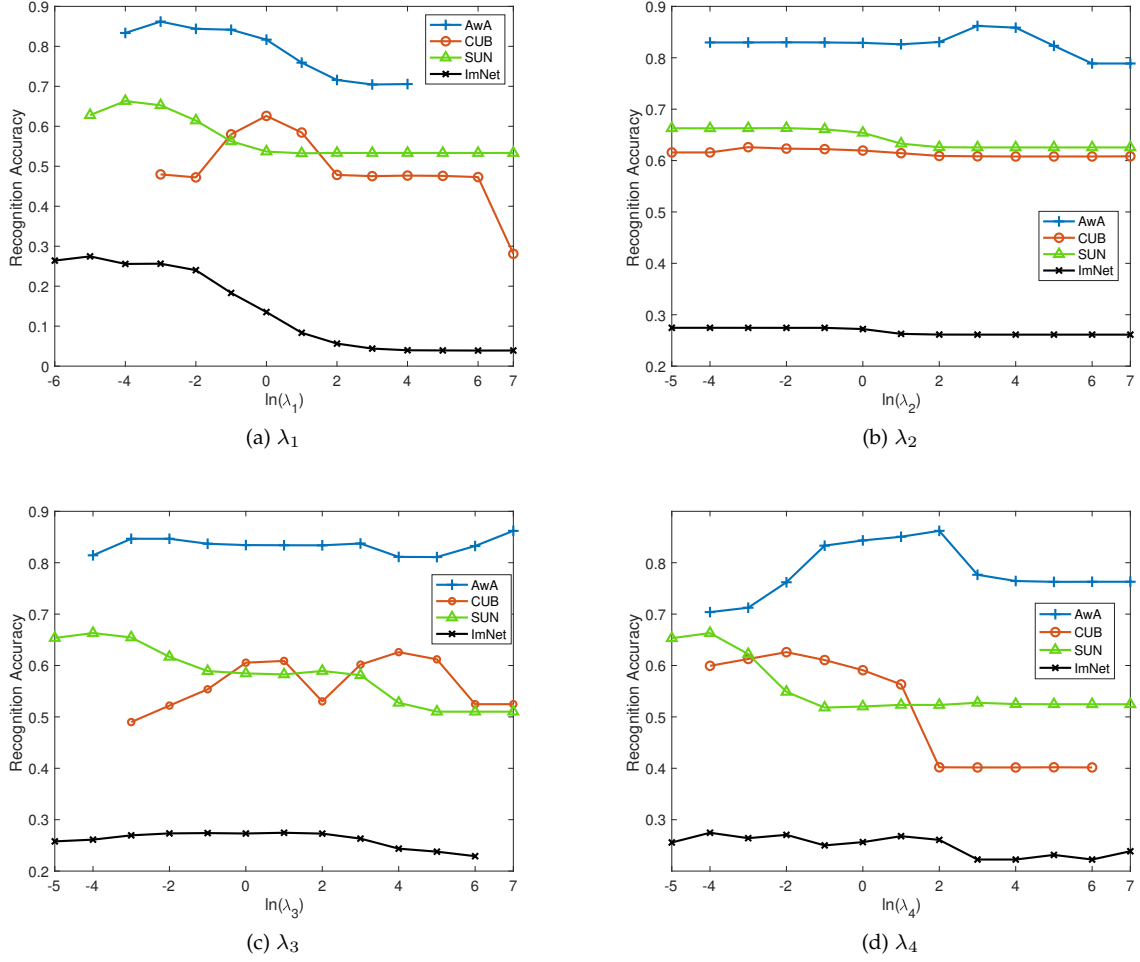 0.9
0.8
0.7
0.6
0.5
0.4
0.3
0.2
0.1
0
Recognition Accuracy
AwA
CUB
SUN
ImNet
-6 -4 -2 0 2 4 6 7
ln(λ1)
(a) λ1
0.9
0.8
0.7
0.6
0.5
0.4
0.3
0.2
Recognition Accuracy
AwA
CUB
SUN
ImNet
-5 -4 -2 0 2 4 6 7
ln(λ2)
(b) λ2
0.9
0.8
0.7
0.6
0.5
0.4
0.3
0.2
Recognition Accuracy
AwA
CUB
SUN
ImNet
-5 -4 -2 0 2 4 6 7
ln(λ3)
(c) λ3
0.9
0.8
0.7
0.6
0.5
0.4
0.3
Recognition Accuracy
AwA
CUB
SUN
ImNet
-5 -4 -2 0 2 4 6 7
ln(λ4)
(d) λ4